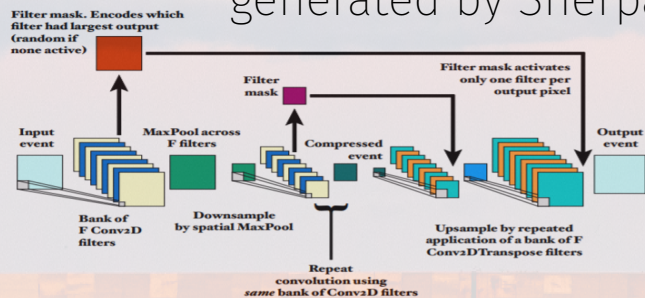 generated by Sherpa
Filter mask. Encodes which
filter had largest output
(random if
none active)
Filter
mask
Filter mask activates
only one filter per
output pixel
Input
event
MaxPool across
F filters
Compressed
event
Output
event
Bank of
F Conv2D
filters
Downsample
by spatial MaxPool
Upsample by repeated
application of a bank of F
Conv2DTranspose filters
Repeat
convolution using
same bank of Conv2D filters